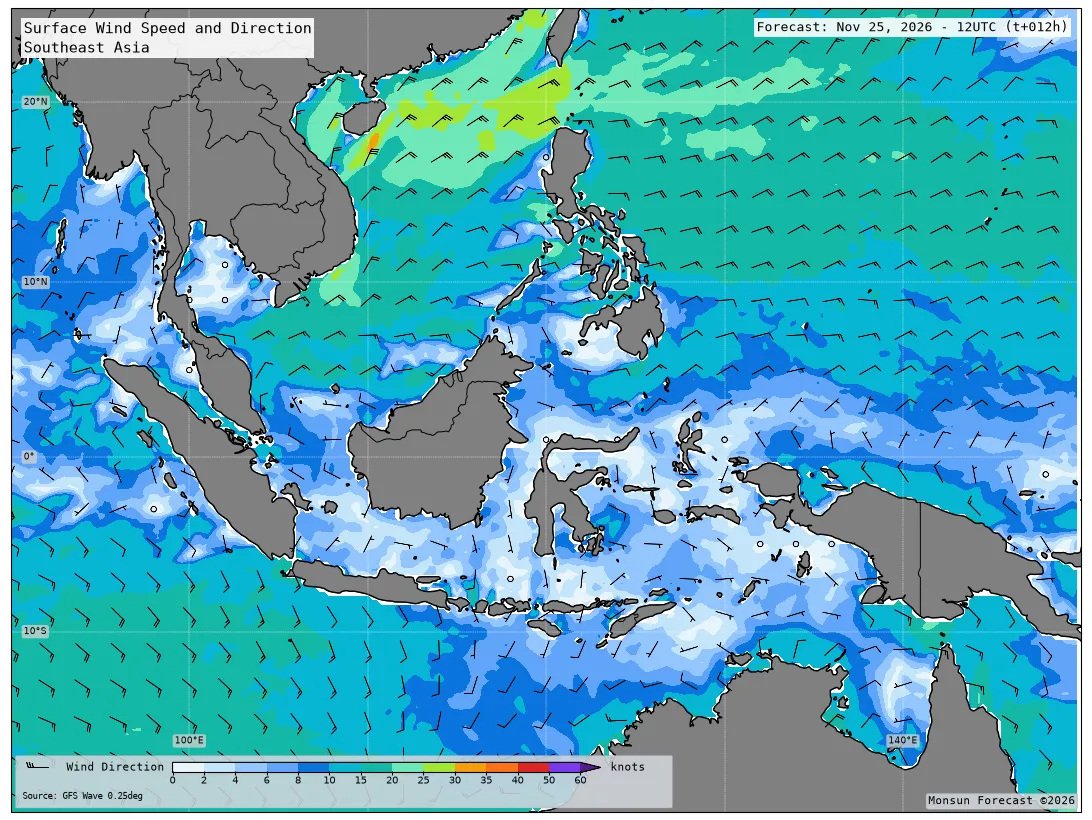 Surface Wind Speed and Direction
Southeast Asia
Forecast: Nov 25, 2026 - 12UTC (t+012h)
20°N
10°N
0°
10°S
100°E
140°E
Wind Direction
0 2 4 6 8 10 15 20 25 30 35 40 50 60
knots
Source: GFS Wave 0.25deg
Monsun Forecast ©2026